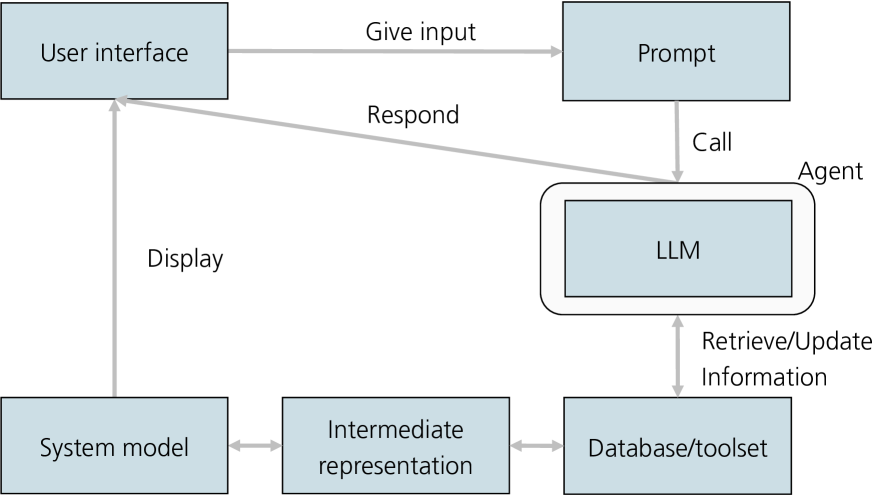 User interface
Give input
Prompt
Respond
Call
Agent
LLM
Display
Retrieve/Update
Information
System model
Intermediate
representation
Database/toolset